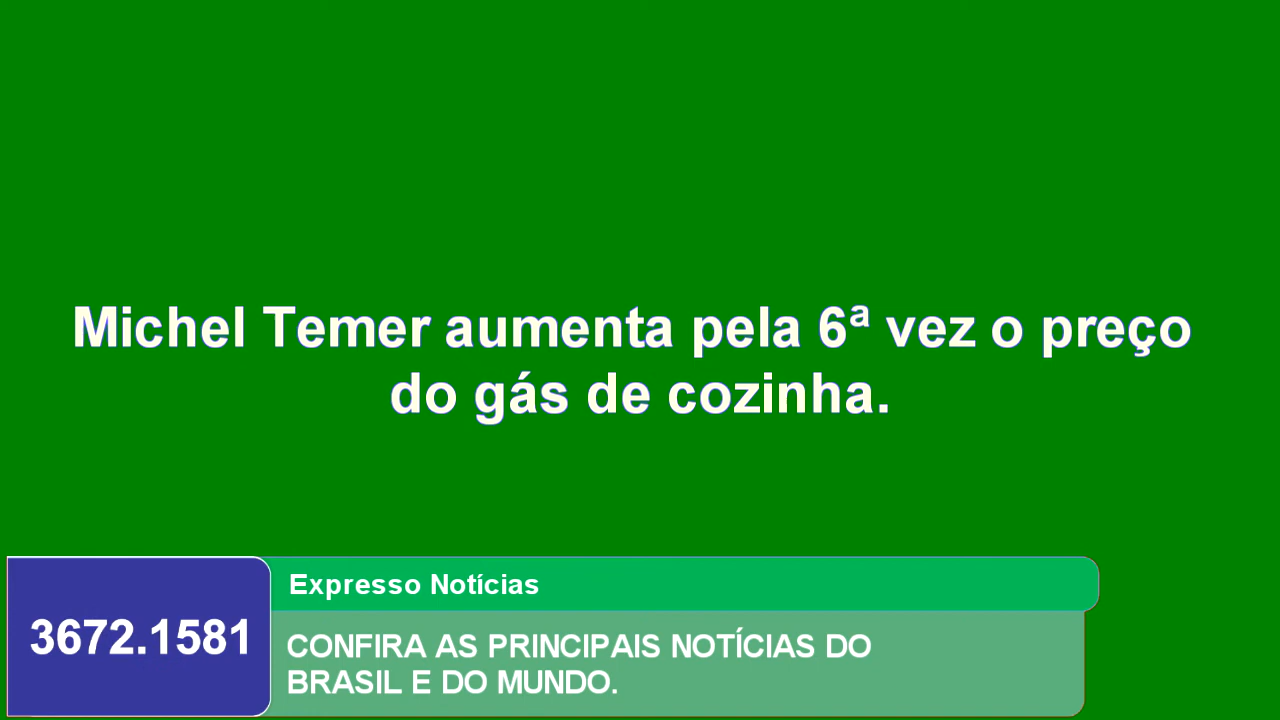 Michel Temer aumenta pela 6ª vez o preço
do gás de cozinha.
Expresso Notícias
3672.1581
CONFIRA AS PRINCIPAIS NOTÍCIAS DO
BRASIL E DO MUNDO.